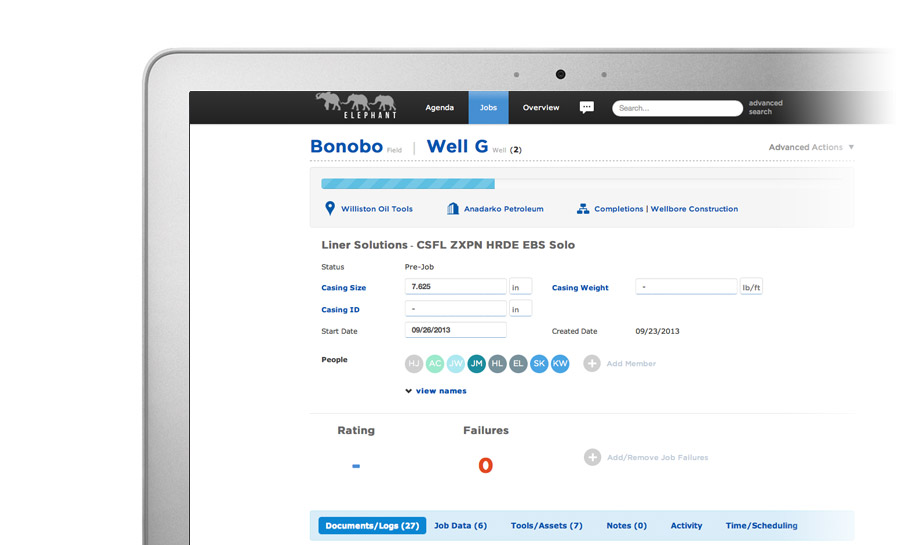 ELEPHANT
Agenda Jobs Overview Search... advanced search
Bonobo Field | Well G Well (2) Advanced Actions
Williston Oil Tools Anadarko Petroleum Completions | Wellbore Construction
Liner Solutions - CSFL ZXPN HRDE EBS Solo
Status Pre-Job
Casing Size 7.625 in Casing Weight - lb/ft
Casing ID - in
Start Date 09/26/2013 Created Date 09/23/2013
People HJ AC JW JM HL EL SK KW + Add Member
view names
Rating Failures
- 0 + Add/Remove Job Failures
Documents/Logs (27) Job Data (6) Tools/Assets (7) Notes (0) Activity Time/Scheduling